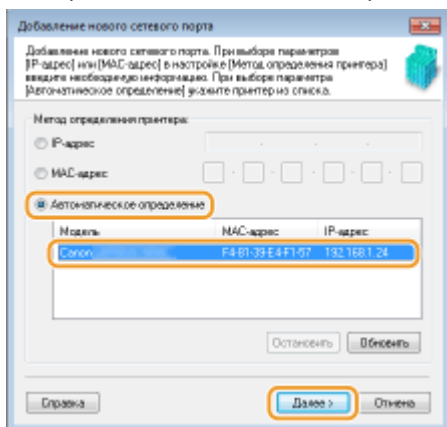 Добавление нового сетевого порта
Добавление нового сетевого порта. При выборе параметров
[IP-адрес] или [MAC-адрес] в настройке [Метод определения принтера]
введите необходимую информацию. При выборе параметра
[Автоматическое определение] укажите принтер из списка.
Метод определения принтера:
IP-адрес
MAC-адрес
Автоматическое определение
Модель MAC-адрес IP-адрес
Canon F4-81-39-E4-F1-57 192.168.1.24
Остановить Обновить
Справка Далее > Отмена